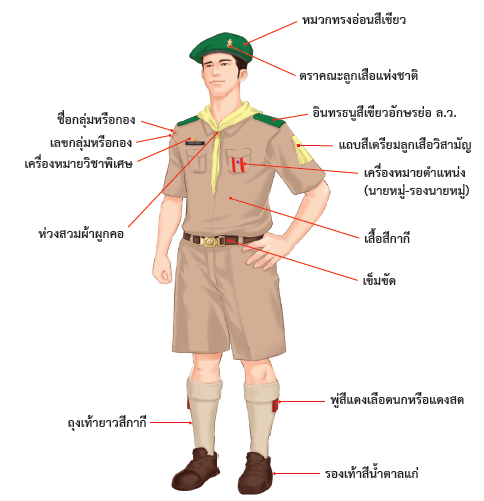 หมวกทรงอ่อนสีเขียว
ตราคณะลูกเสือแห่งชาติ
อินทรธนูสีเขียวอักษรย่อ ล.ว.
ชื่อกลุ่มหรือกอง
เลขกลุ่มหรือกอง
แถบสีเตรียมลูกเสือวิสามัญ
เครื่องหมายวิชาพิเศษ
เครื่องหมายตำแหน่ง
(นายหมู่-รองนายหมู่)
ห่วงสวมผ้าผูกคอ
เสื้อสีกากี
เข็มขัด
พู่สีแดงเลือดนกหรือแดงสด
ถุงเท้ายาวสีกากี
รองเท้าสีน้ำตาลแก่